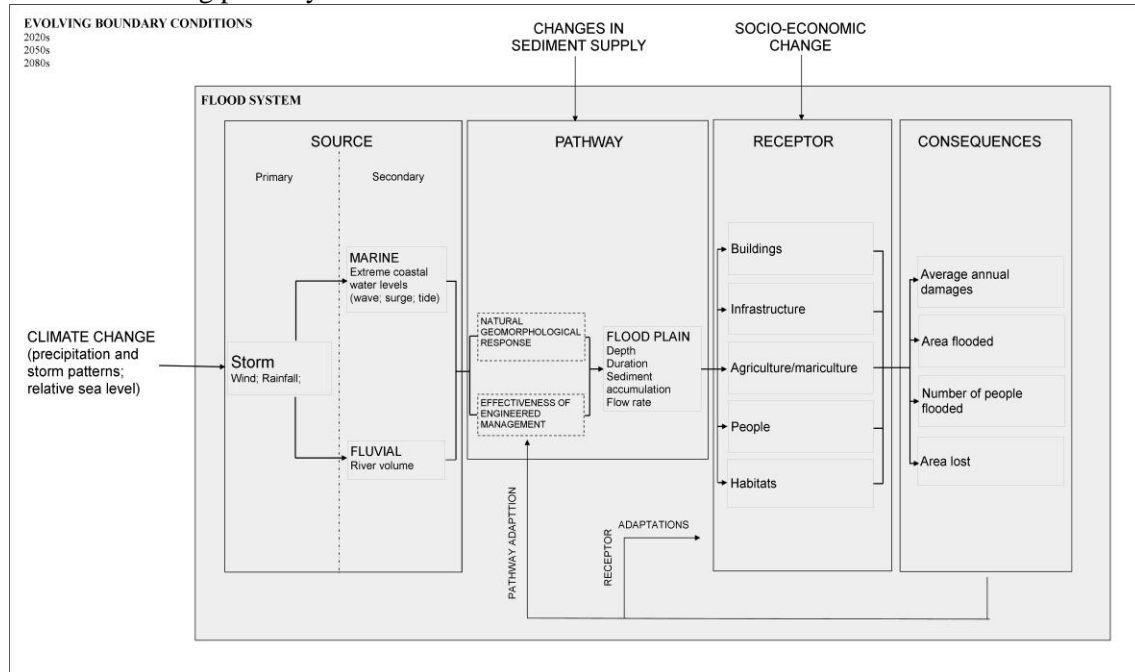 EVOLVING BOUNDARY CONDITIONS
2020s
2050s
2080s
CHANGES IN
SEDIMENT SUPPLY
SOCIO-ECONOMIC
CHANGE
FLOOD SYSTEM
SOURCE
Primary
Secondary
PATHWAY
RECEPTOR
CONSEQUENCES
CLIMATE CHANGE
(precipitation and
storm patterns;
relative sea level)
Storm
Wind; Rainfall;
MARINE
Extreme coastal
water levels
(wave; surge; tide)
FLUVIAL
River volume
NATURAL
GEOMORPHOLOGICAL
RESPONSE
EFFECTIVENESS OF
ENGINEERED
MANAGEMENT
FLOOD PLAIN
Depth
Duration
Sediment
accumulation
Flow rate
Buildings
Infrastructure
Agriculture/mariculture
People
Habitats
Average annual
damages
Area flooded
Number of people
flooded
Area lost
PATHWAY ADAPTTION
RECEPTOR
ADAPTATIONS